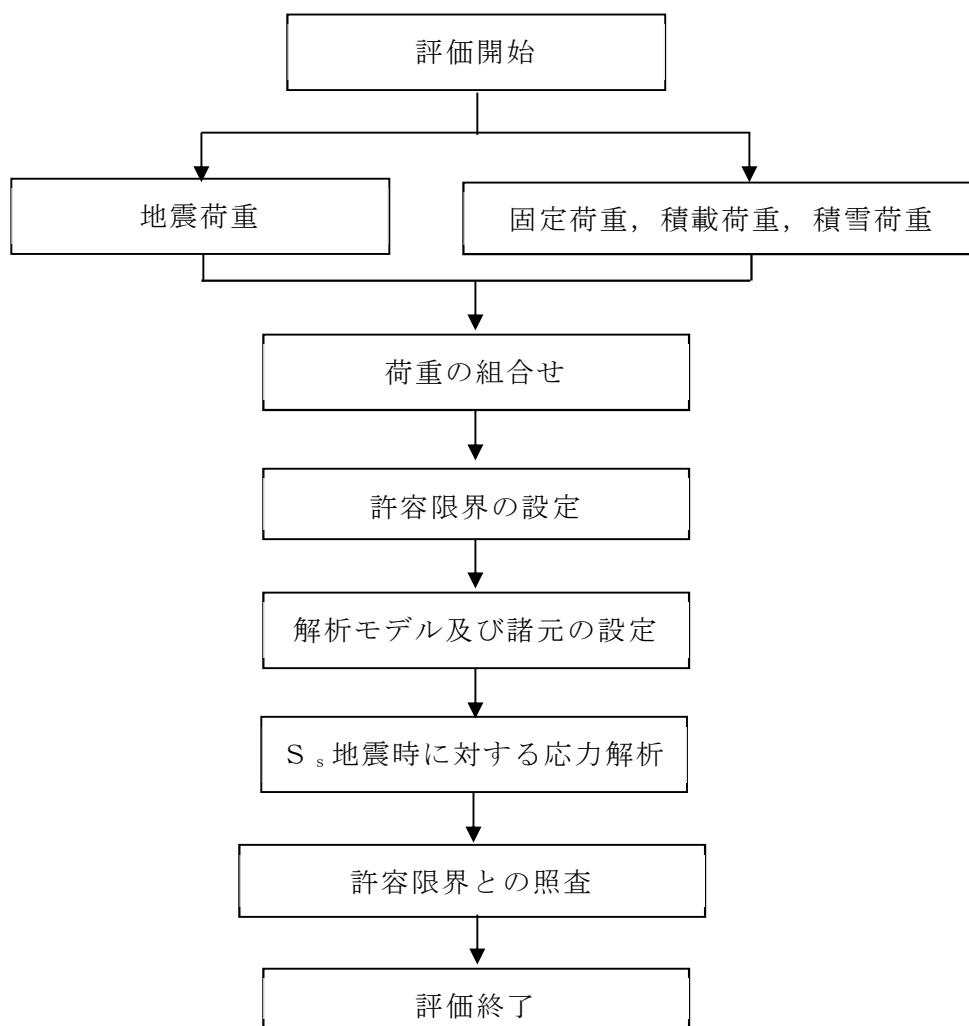 評価開始
地震荷重
固定荷重，積載荷重，積雪荷重
荷重の組合せ
許容限界の設定
解析モデル及び諸元の設定
Ｓｓ地震時に対する応力解析
許容限界との照査
評価終了